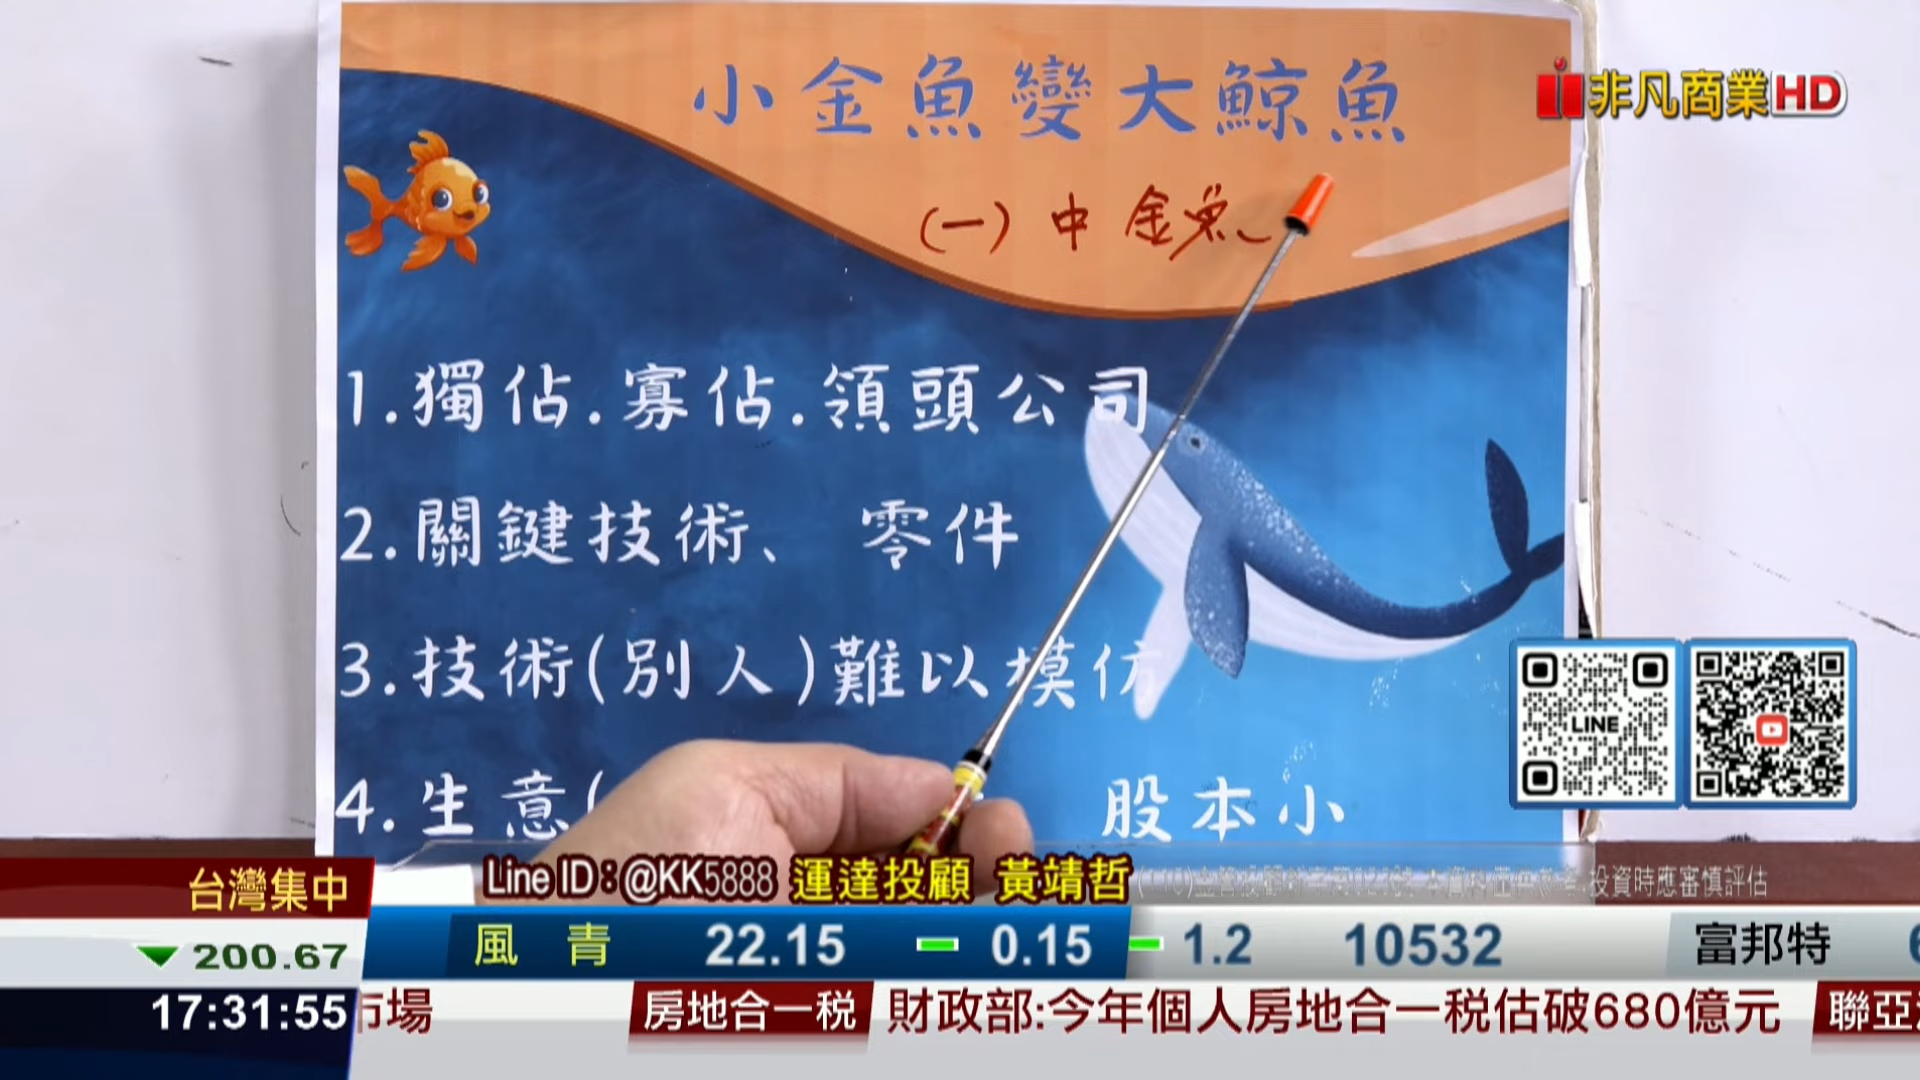 小金魚變大鯨魚
非凡商業HD
(一) 中金魚
1.獨佔.寡佔.領頭公司
2.關鍵技術、 零件
3.技術(別人)難以模仿
4.生意( 股本小
LINE
台灣集中
Line ID:@KK5888 運達投顧 黃靖哲
投資時應審慎評估
▼200.67
風青 22.15 0.15 1.2 10532 富邦特
17:31:55
市場 房地合一稅 財政部:今年個人房地合一稅估破680億元 聯亞